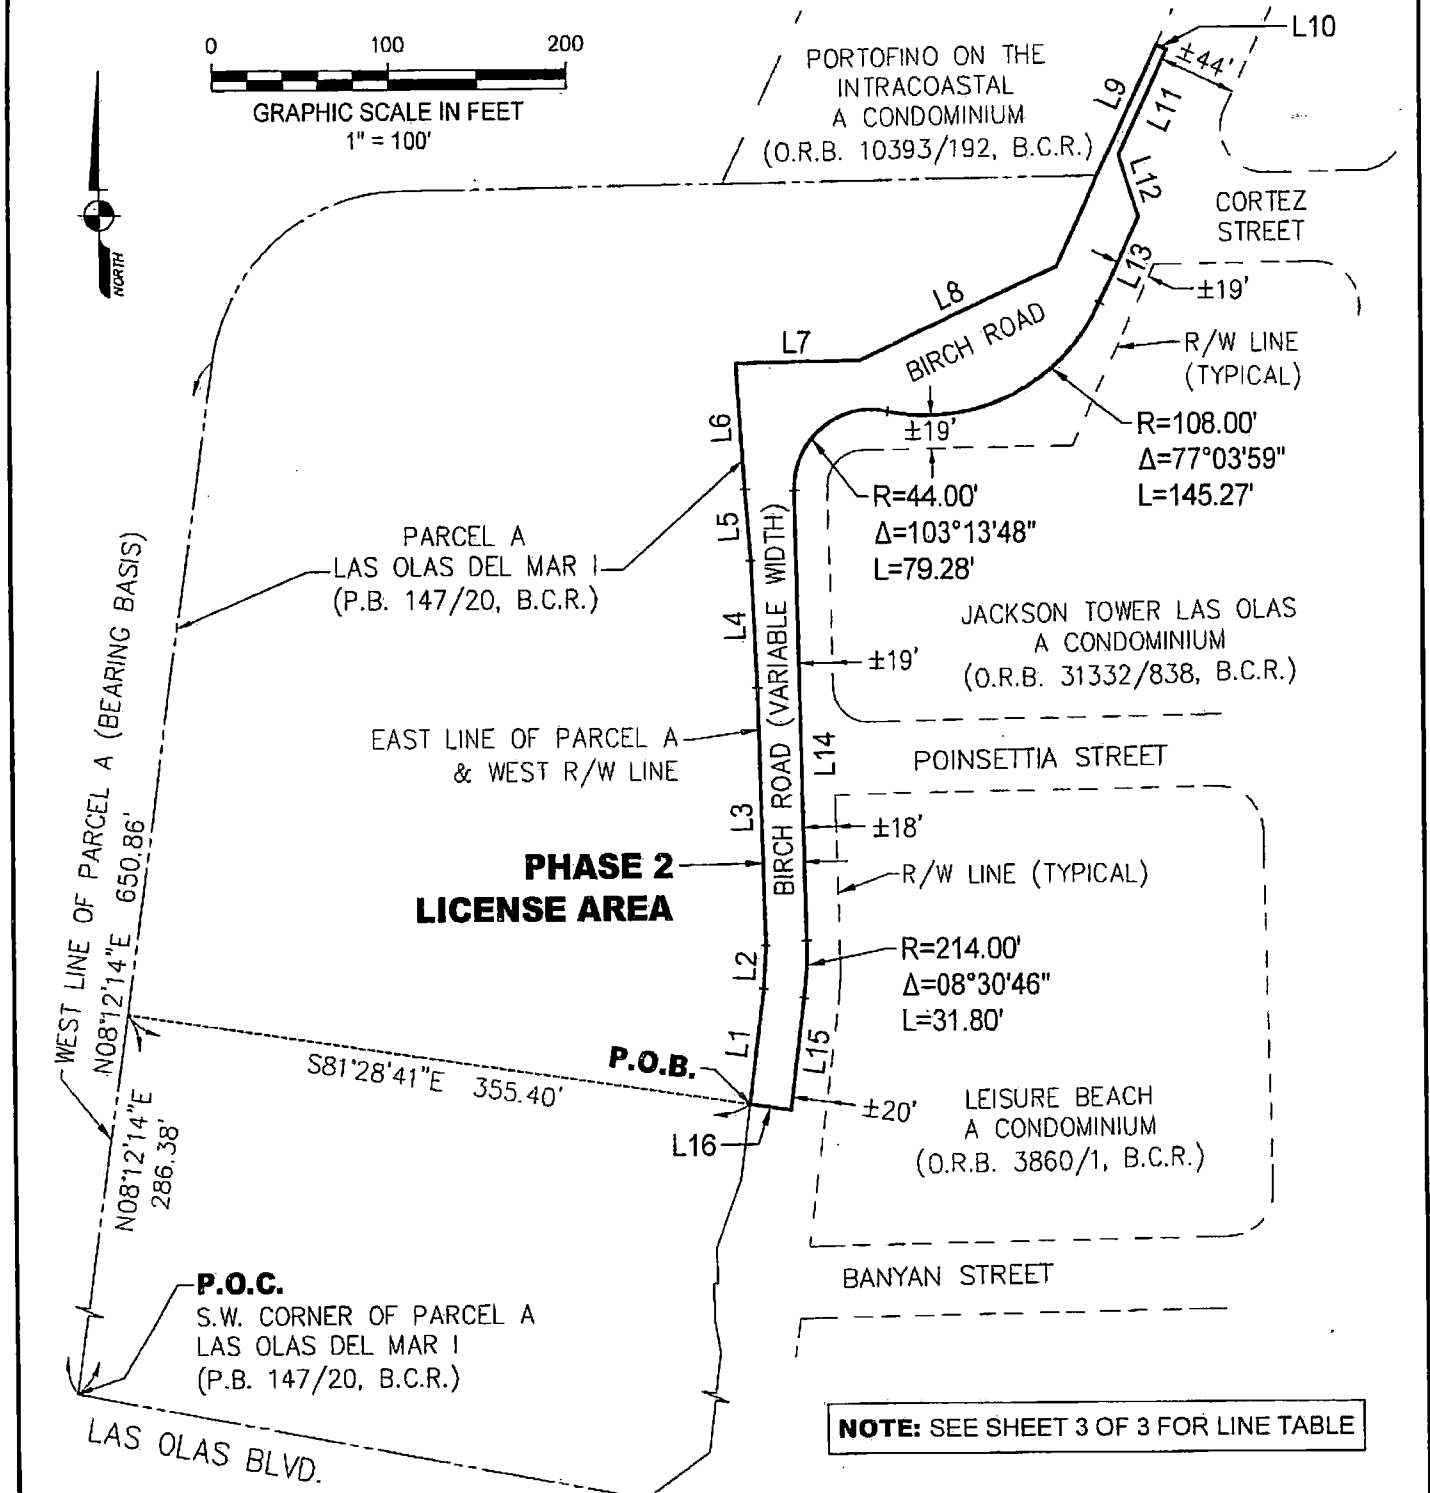 0 100 200
GRAPHIC SCALE IN FEET
1" = 100'
NORTH
PORTOFINO ON THE
INTRACOASTAL
A CONDOMINIUM
(O.R.B. 10393/192, B.C.R.)
L10
±44'
L9
L11
L12
CORTEZ
STREET
L13
±19'
L8
R/W LINE
(TYPICAL)
BIRCH ROAD
L7
±19'
R=108.00'
Δ=77°03'59"
L=145.27'
L6
R=44.00'
Δ=103°13'48"
L=79.28'
L5
PARCEL A
LAS OLAS DEL MAR I
(P.B. 147/20, B.C.R.)
L4
JACKSON TOWER LAS OLAS
A CONDOMINIUM
(O.R.B. 31332/838, B.C.R.)
±19'
WEST LINE OF PARCEL A (BEARING BASIS)
N08°12'14"E 650.86'
EAST LINE OF PARCEL A
& WEST R/W LINE
BIRCH ROAD (VARIABLE WIDTH)
L14
POINSETTIA STREET
L3
±18'
PHASE 2
LICENSE AREA
R/W LINE (TYPICAL)
L2
R=214.00'
Δ=08°30'46"
L=31.80'
L1
L15
P.O.B.
S81°28'41"E 355.40'
±20'
LEISURE BEACH
A CONDOMINIUM
(O.R.B. 3860/1, B.C.R.)
L16
N08°12'14"E
286.38'
BANYAN STREET
P.O.C.
S.W. CORNER OF PARCEL A
LAS OLAS DEL MAR I
(P.B. 147/20, B.C.R.)
NOTE: SEE SHEET 3 OF 3 FOR LINE TABLE
LAS OLAS BLVD.